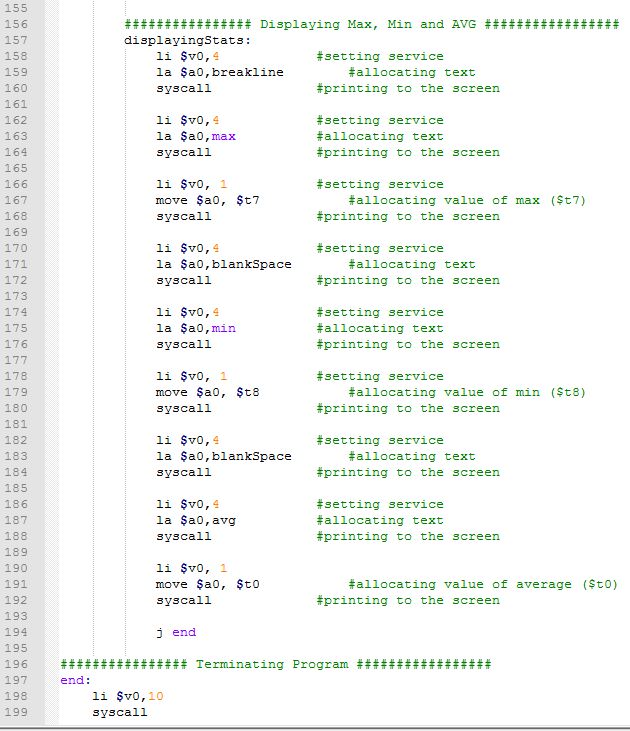 155
156 ################ Displaying Max, Min and AVG #################
157 displayingStats:
158 li $v0,4 #setting service
159 la $a0,breakline #allocating text
160 syscall #printing to the screen
161
162 li $v0,4 #setting service
163 la $a0,max #allocating text
164 syscall #printing to the screen
165
166 li $v0, 1 #setting service
167 move $a0, $t7 #allocating value of max ($t7)
168 syscall #printing to the screen
169
170 li $v0,4 #setting service
171 la $a0,blankSpace #allocating text
172 syscall #printing to the screen
173
174 li $v0,4 #setting service
175 la $a0,min #allocating text
176 syscall #printing to the screen
177
178 li $v0, 1 #setting service
179 move $a0, $t8 #allocating value of min ($t8)
180 syscall #printing to the screen
181
182 li $v0,4 #setting service
183 la $a0,blankSpace #allocating text
184 syscall #printing to the screen
185
186 li $v0,4 #setting service
187 la $a0,avg #allocating text
188 syscall #printing to the screen
189
190 li $v0, 1
191 move $a0, $t0 #allocating value of average ($t0)
192 syscall #printing to the screen
193
194 j end
195
196 ################ Terminating Program #################
197 end:
198 li $v0,10
199 syscall